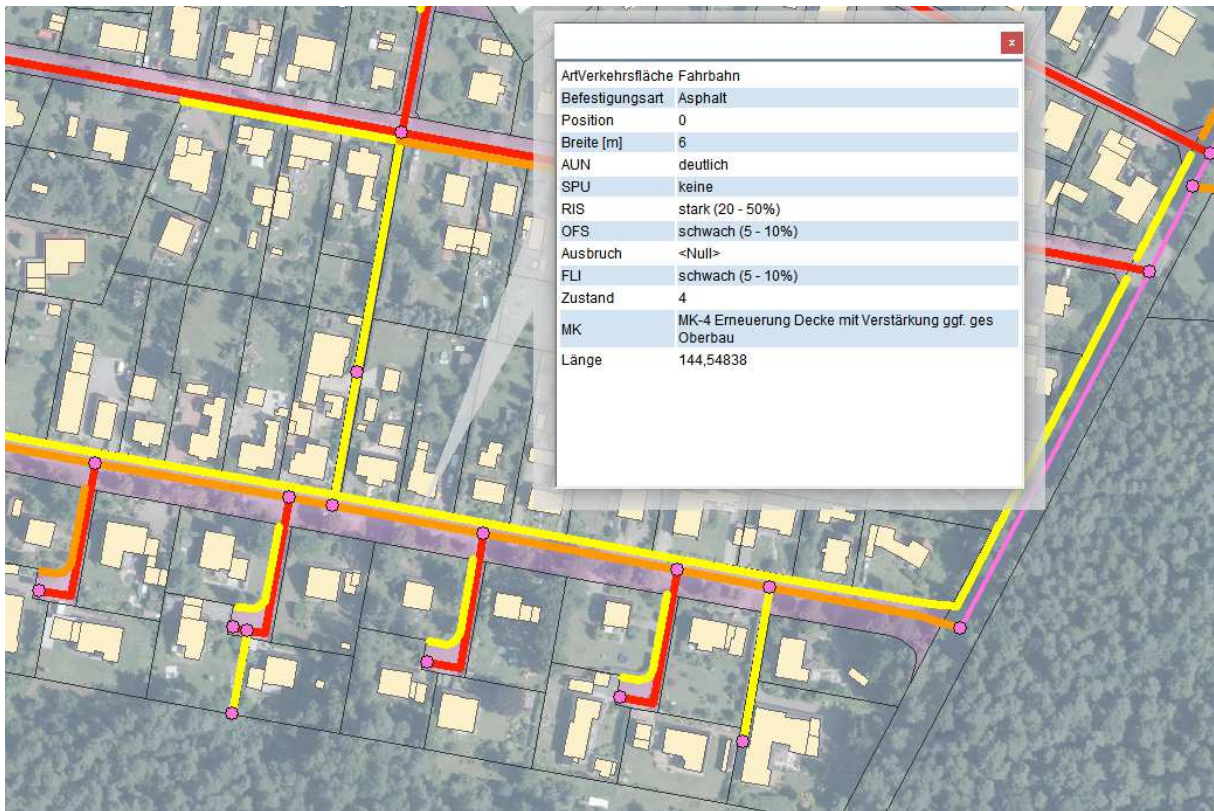 x
ArtVerkehrsfläche Fahrbahn
Befestigungsart Asphalt
Position 0
Breite [m] 6
AUN deutlich
SPU keine
RIS stark (20 - 50%)
OFS schwach (5 - 10%)
Ausbruch <Null>
FLI schwach (5 - 10%)
Zustand 4
MK MK-4 Erneuerung Decke mit Verstärkung ggf. ges
Oberbau
Länge 144,54838